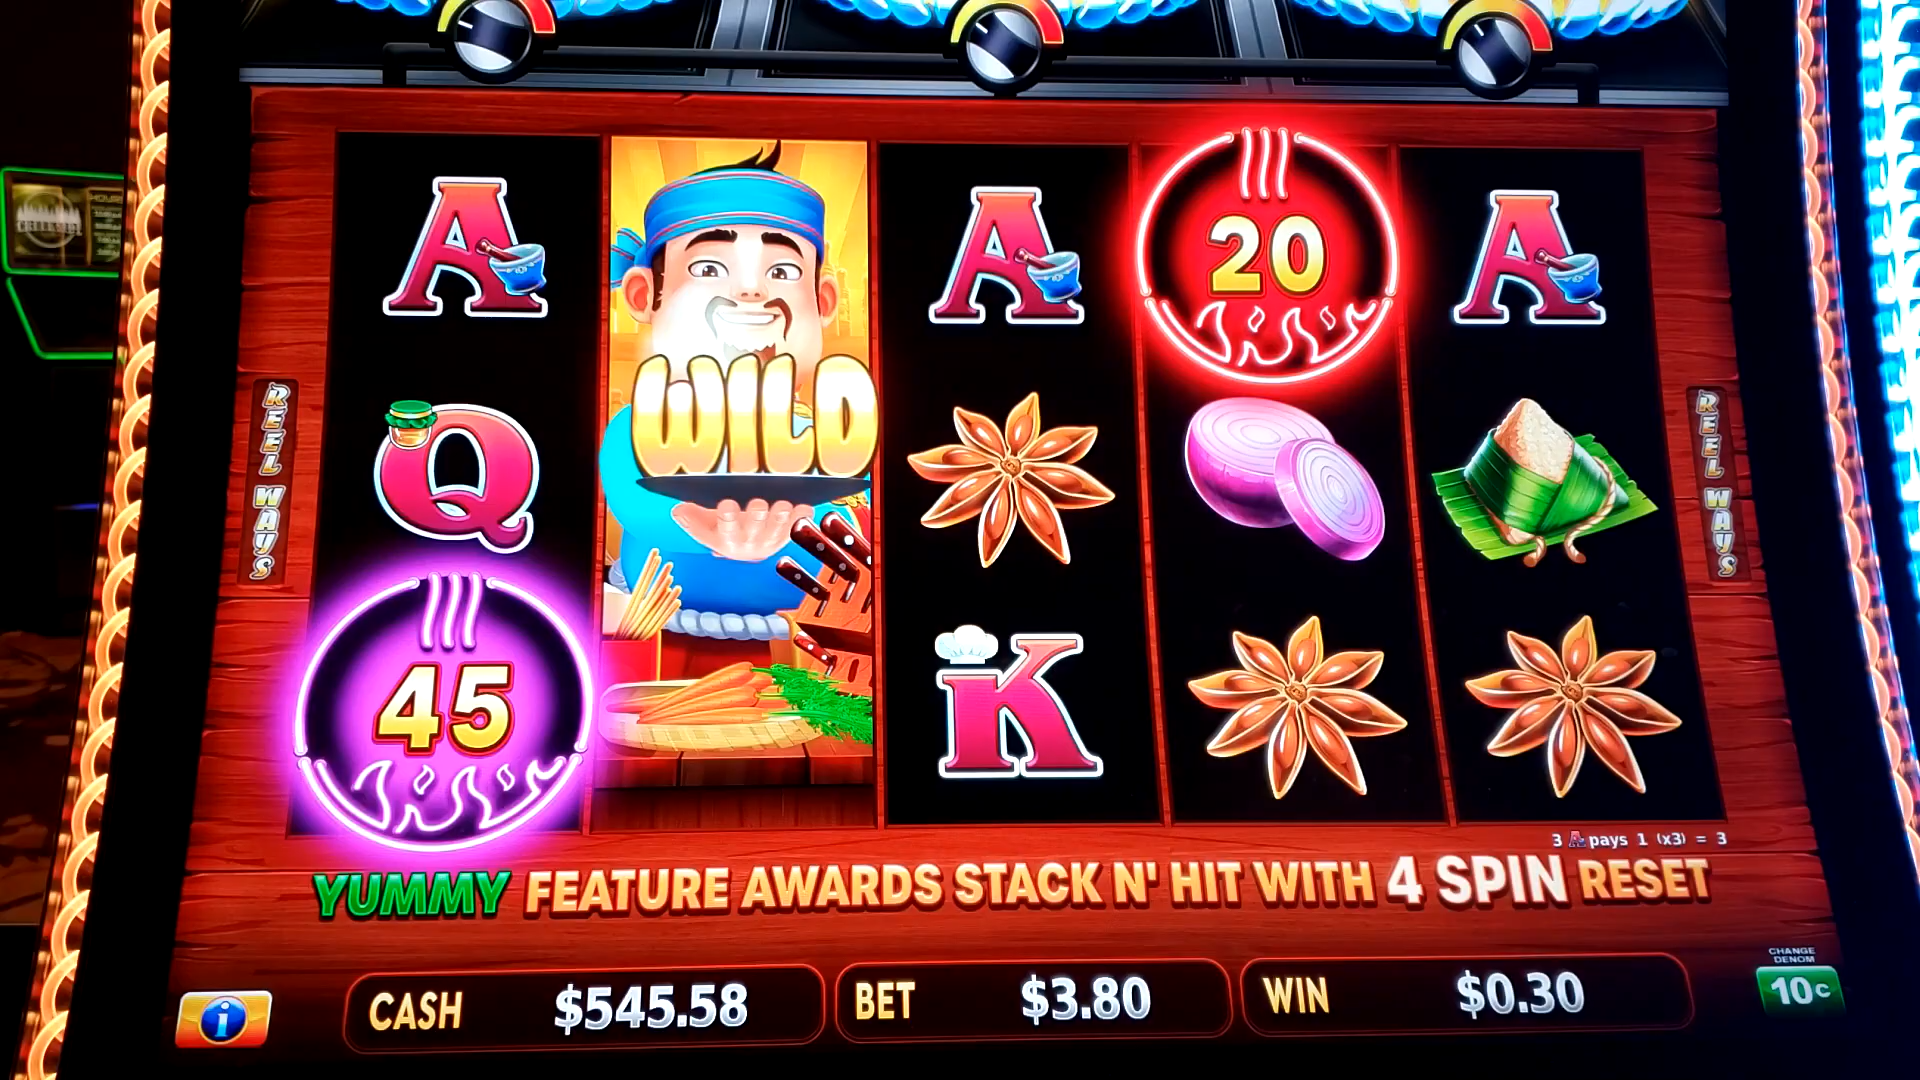 A
A
20
A
WILD
REEL WAYS
Q
REEL WAYS
45
K
3 A pays 1 (x3) = 3
YUMMY FEATURE AWARDS STACK N' HIT WITH 4 SPIN RESET
CHANGE
DENOM
10¢
CASH $545.58
BET $3.80
WIN $0.30
i